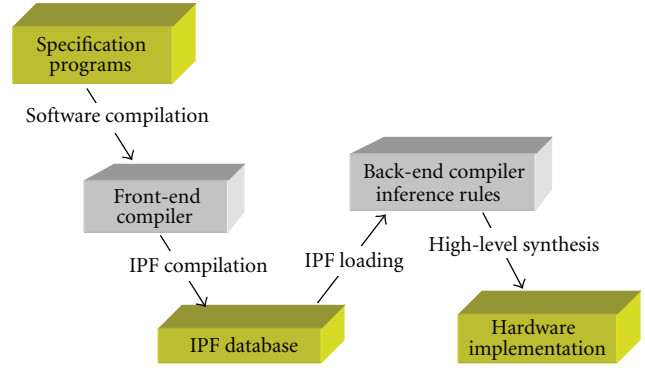 Specification
programs
Software compilation
Front-end
compiler
IPF compilation
IPF database
IPF loading
Back-end compiler
inference rules
High-level synthesis
Hardware
implementation